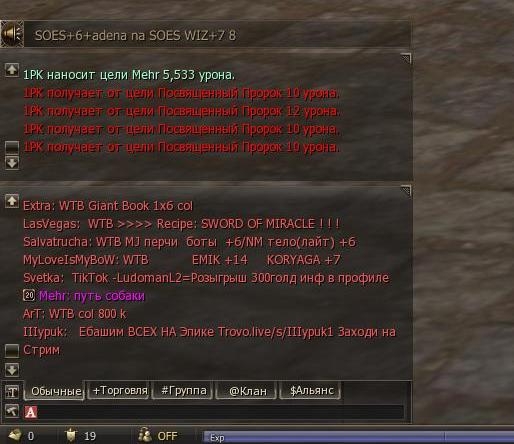 SOES+6+adena na SOES WIZ+7 8
1PK наносит цели Mehr 5,533 урона.
1PK получает от цели Посвященный Пророк 10 урона.
1PK получает от цели Посвященный Пророк 12 урона.
1PK получает от цели Посвященный Пророк 10 урона.
1PK получает от цели Посвященный Пророк 10 урона.
Extra: WTB Giant Book 1x6 col
LasVegas: WTB >>>> Recipe: SWORD OF MIRACLE ! ! !
Salvatrucha: WTB MJ перчи боты +6/NM тело(лайт) +6
MyLoveIsMyBoW: WTB EMIK +14 KORYAGA +7
Svetka: TikTok -LudomanL2=Розыгрыш 300голд инф в профиле
20 Mehr: путь собаки
ArT: WTB col 800 k
IIIypuk: Ебашим ВСЕХ НА Эпике Trovo.live/s/IIIypuk1 Заходи на
Стрим
Обычные +Торговля #Группа @Клан $Альянс
A
0 19 OFF Exp